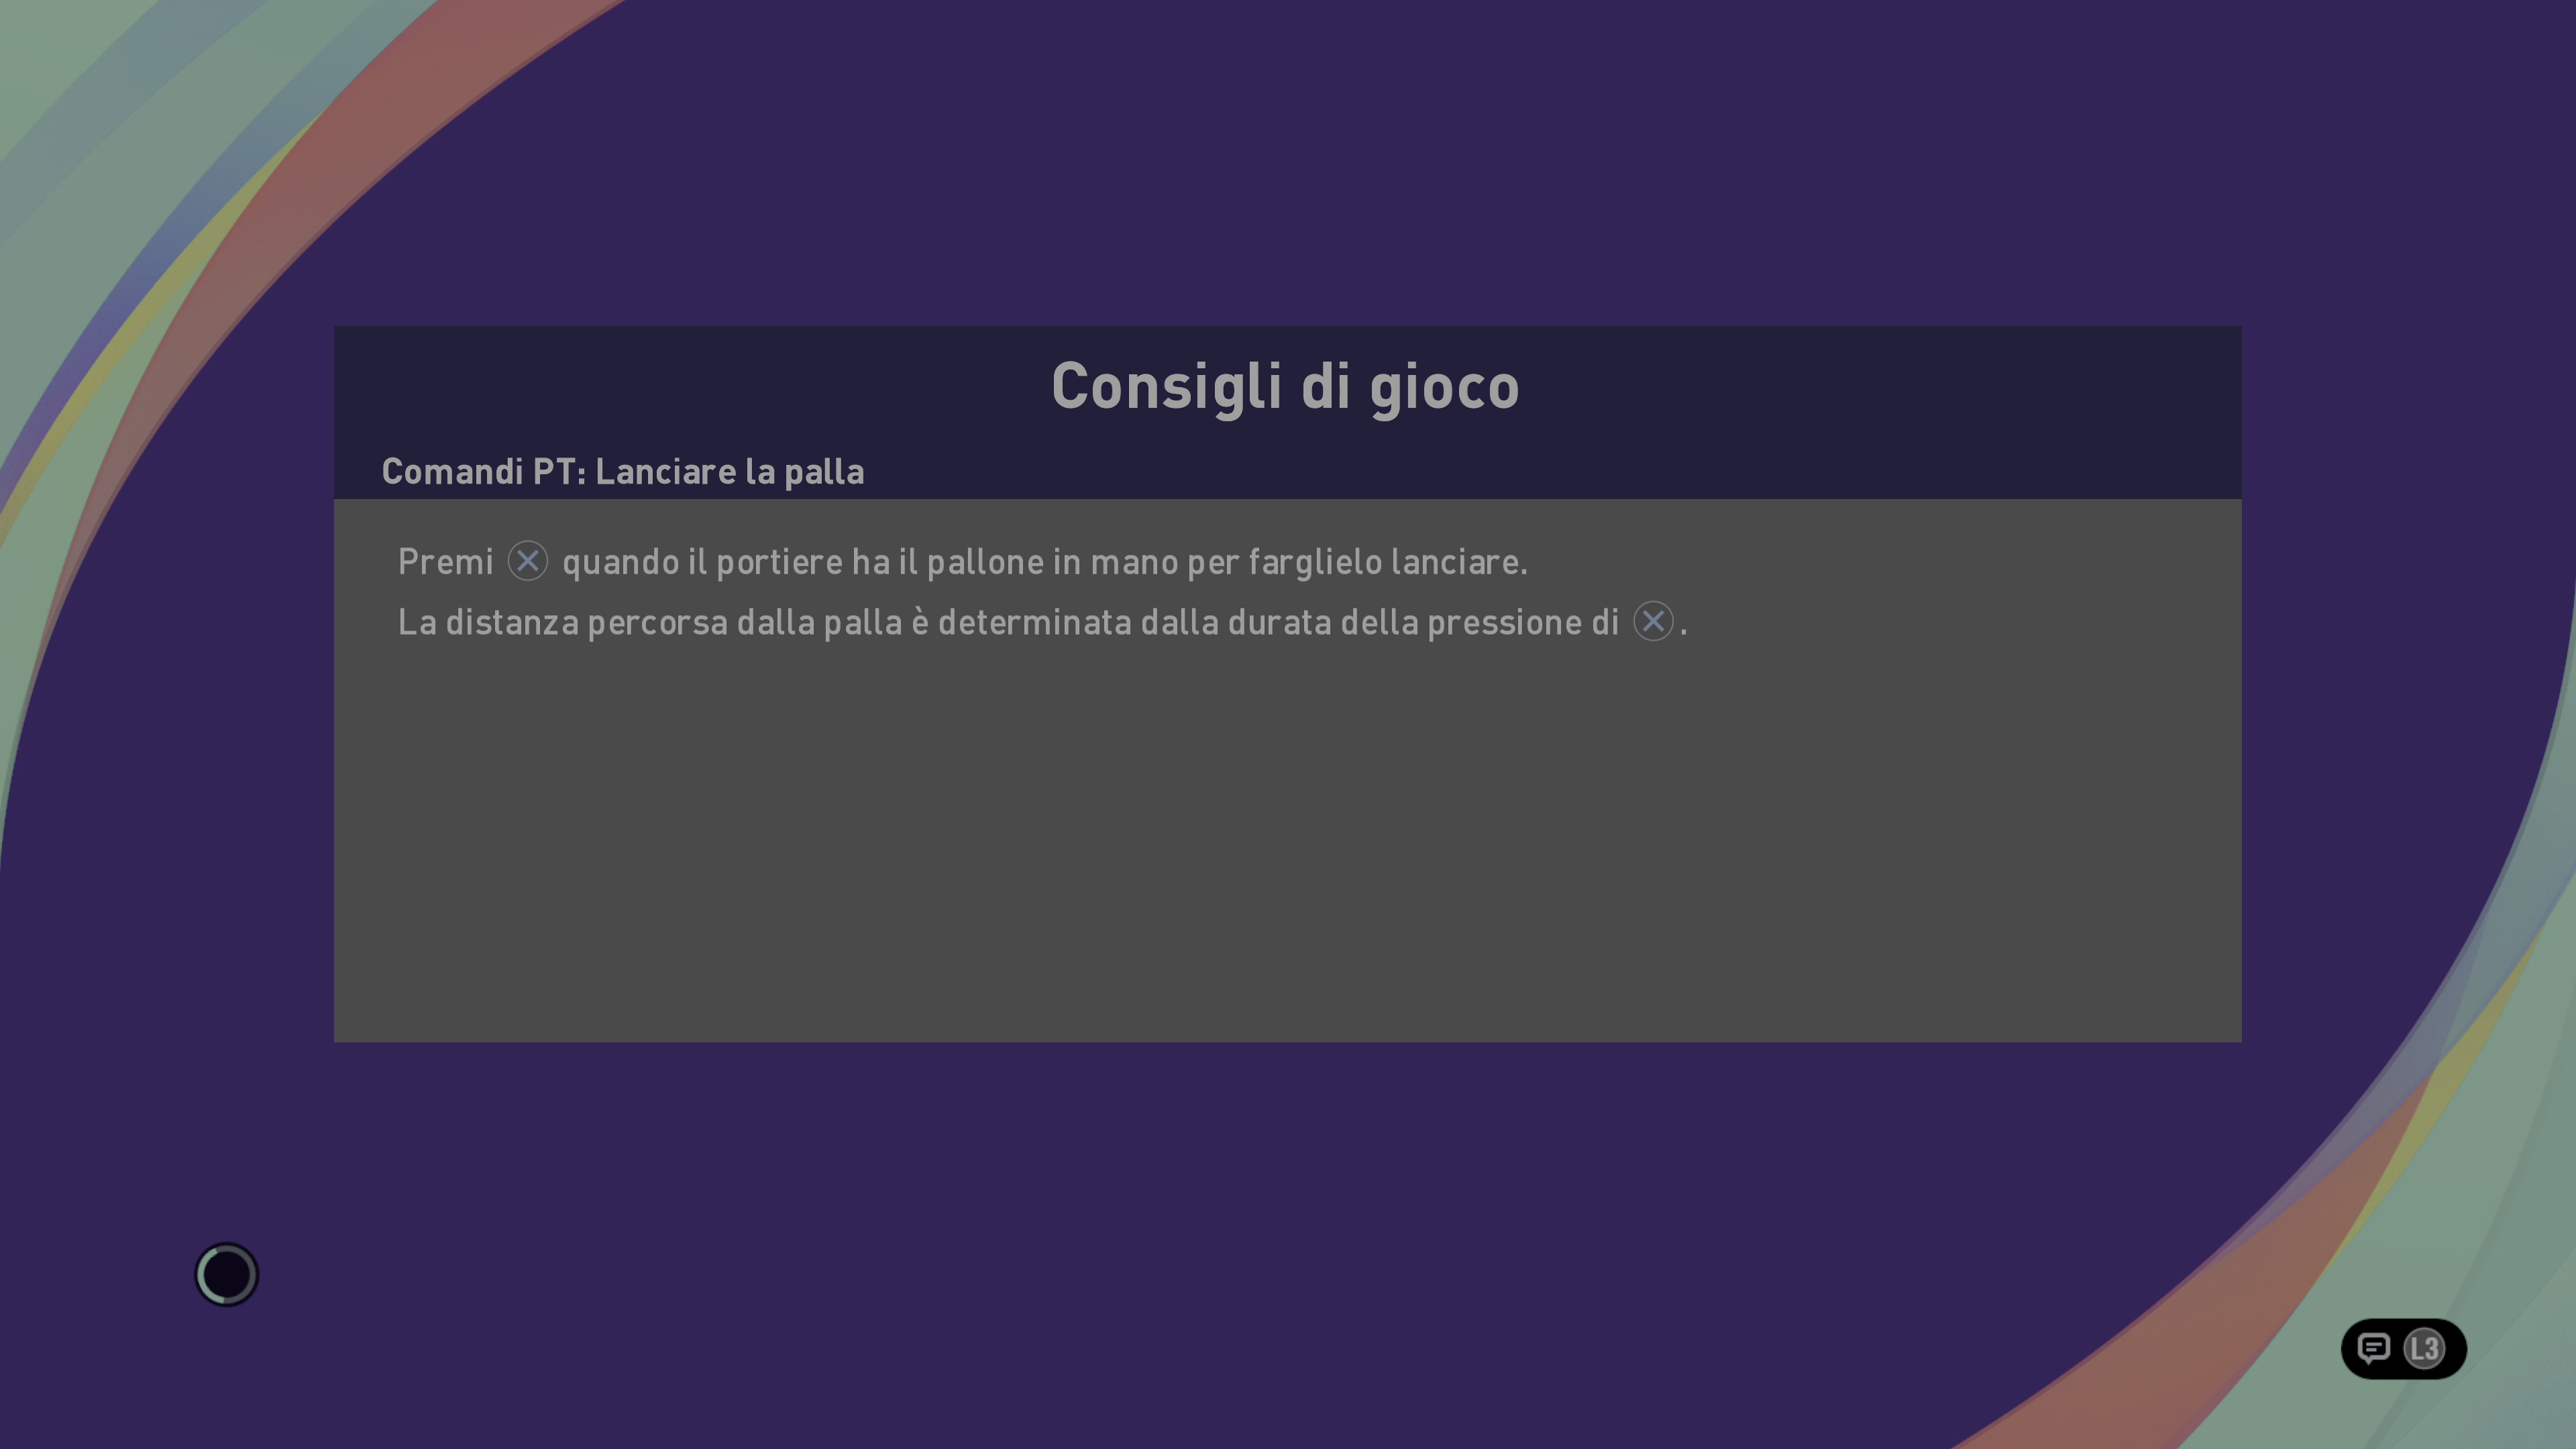 Consigli di gioco
Comandi PT: Lanciare la palla
Premi ⓧ quando il portiere ha il pallone in mano per farglielo lanciare.
La distanza percorsa dalla palla è determinata dalla durata della pressione di ⓧ.
L3